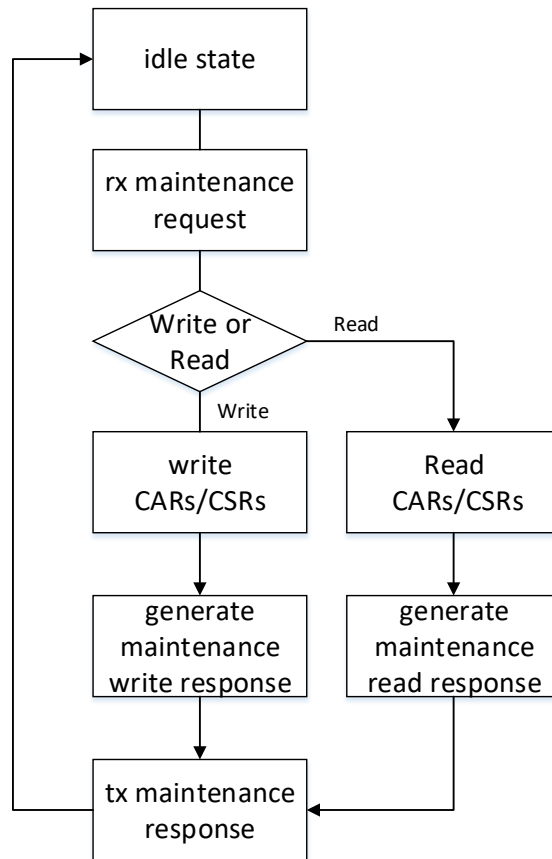 idle state
rx maintenance
request
Write or
Read
Read
Write
write
CARs/CSRs
Read
CARs/CSRs
generate
maintenance
write response
generate
maintenance
read response
tx maintenance
response